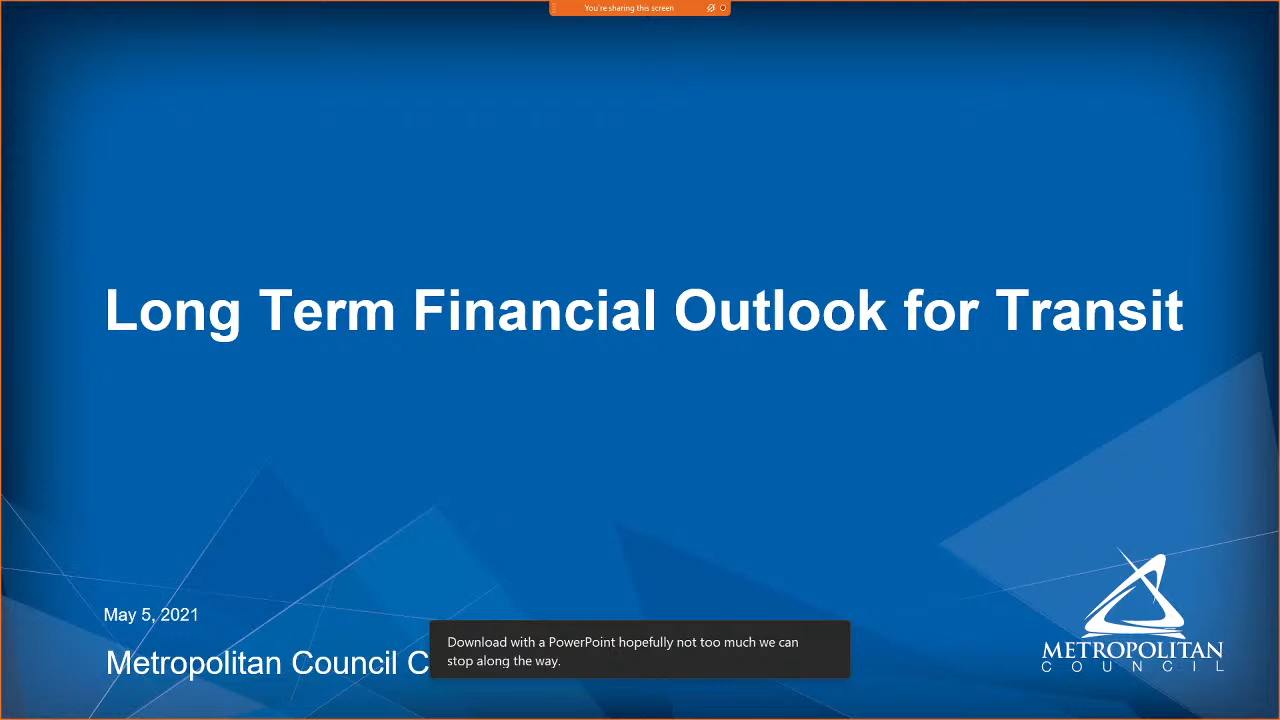 You're sharing this screen
Long Term Financial Outlook for Transit
May 5, 2021
Metropolitan Council C
Download with a PowerPoint hopefully not too much we can
stop along the way.
METROPOLITAN
COUNCIL